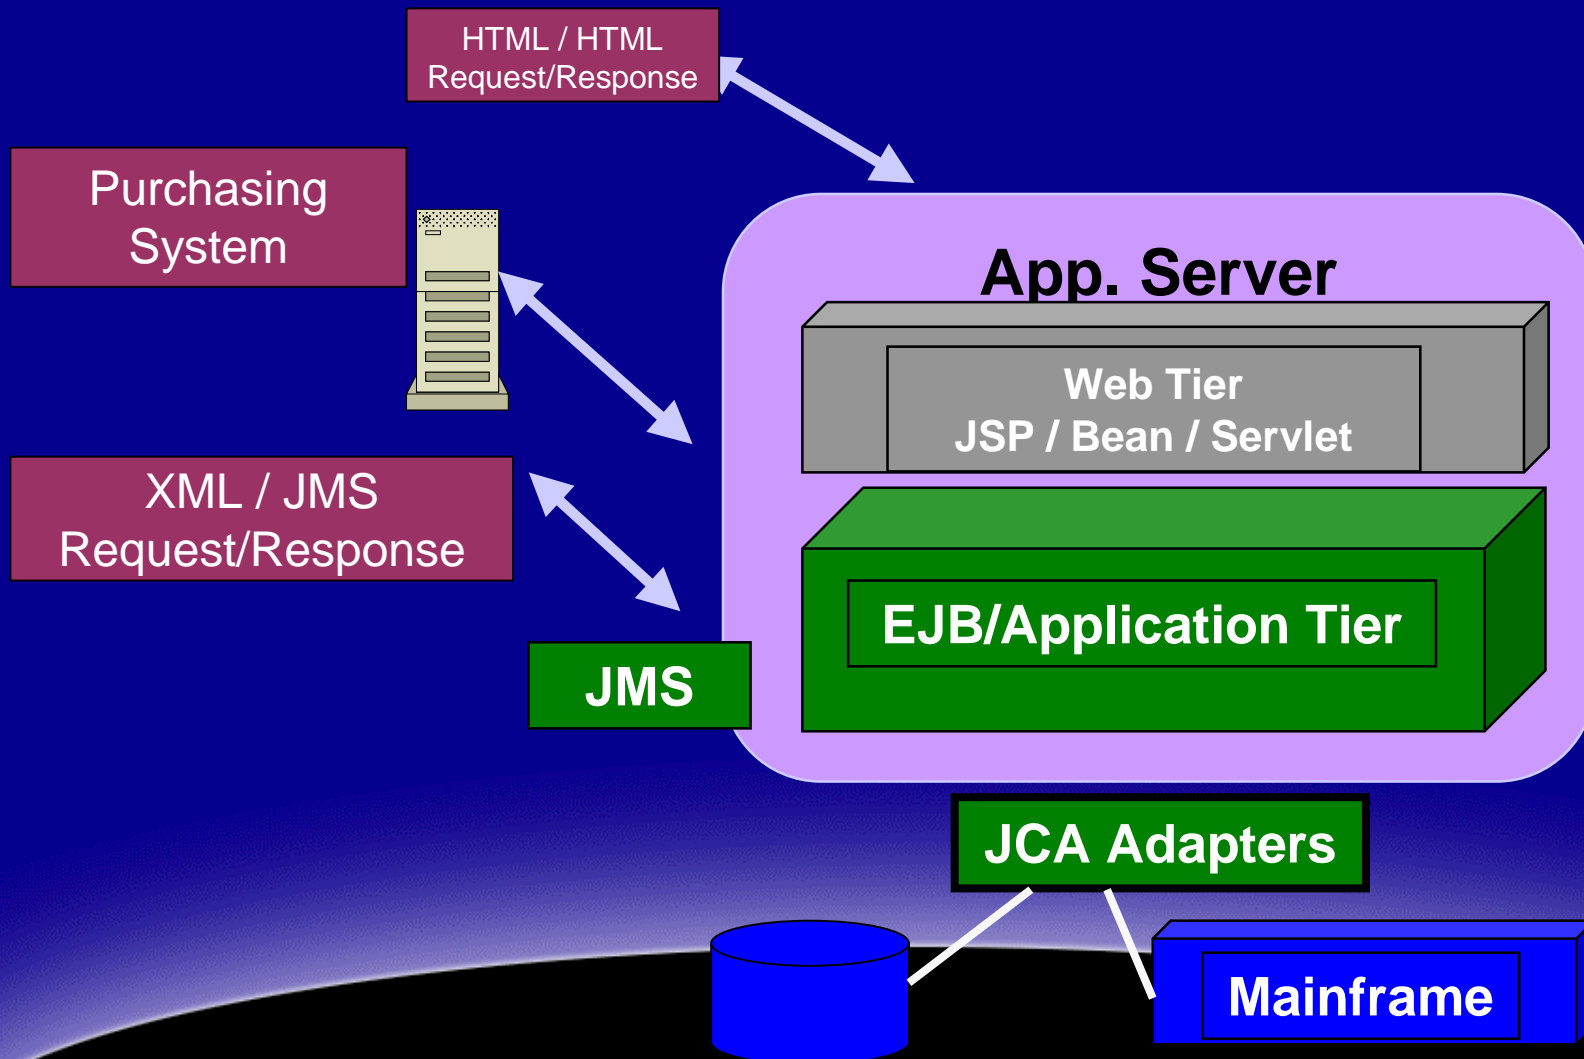 HTML / HTML
Request/Response
Purchasing
System
App. Server
Web Tier
JSP / Bean / Servlet
XML / JMS
Request/Response
EJB/Application Tier
JMS
JCA Adapters
Mainframe